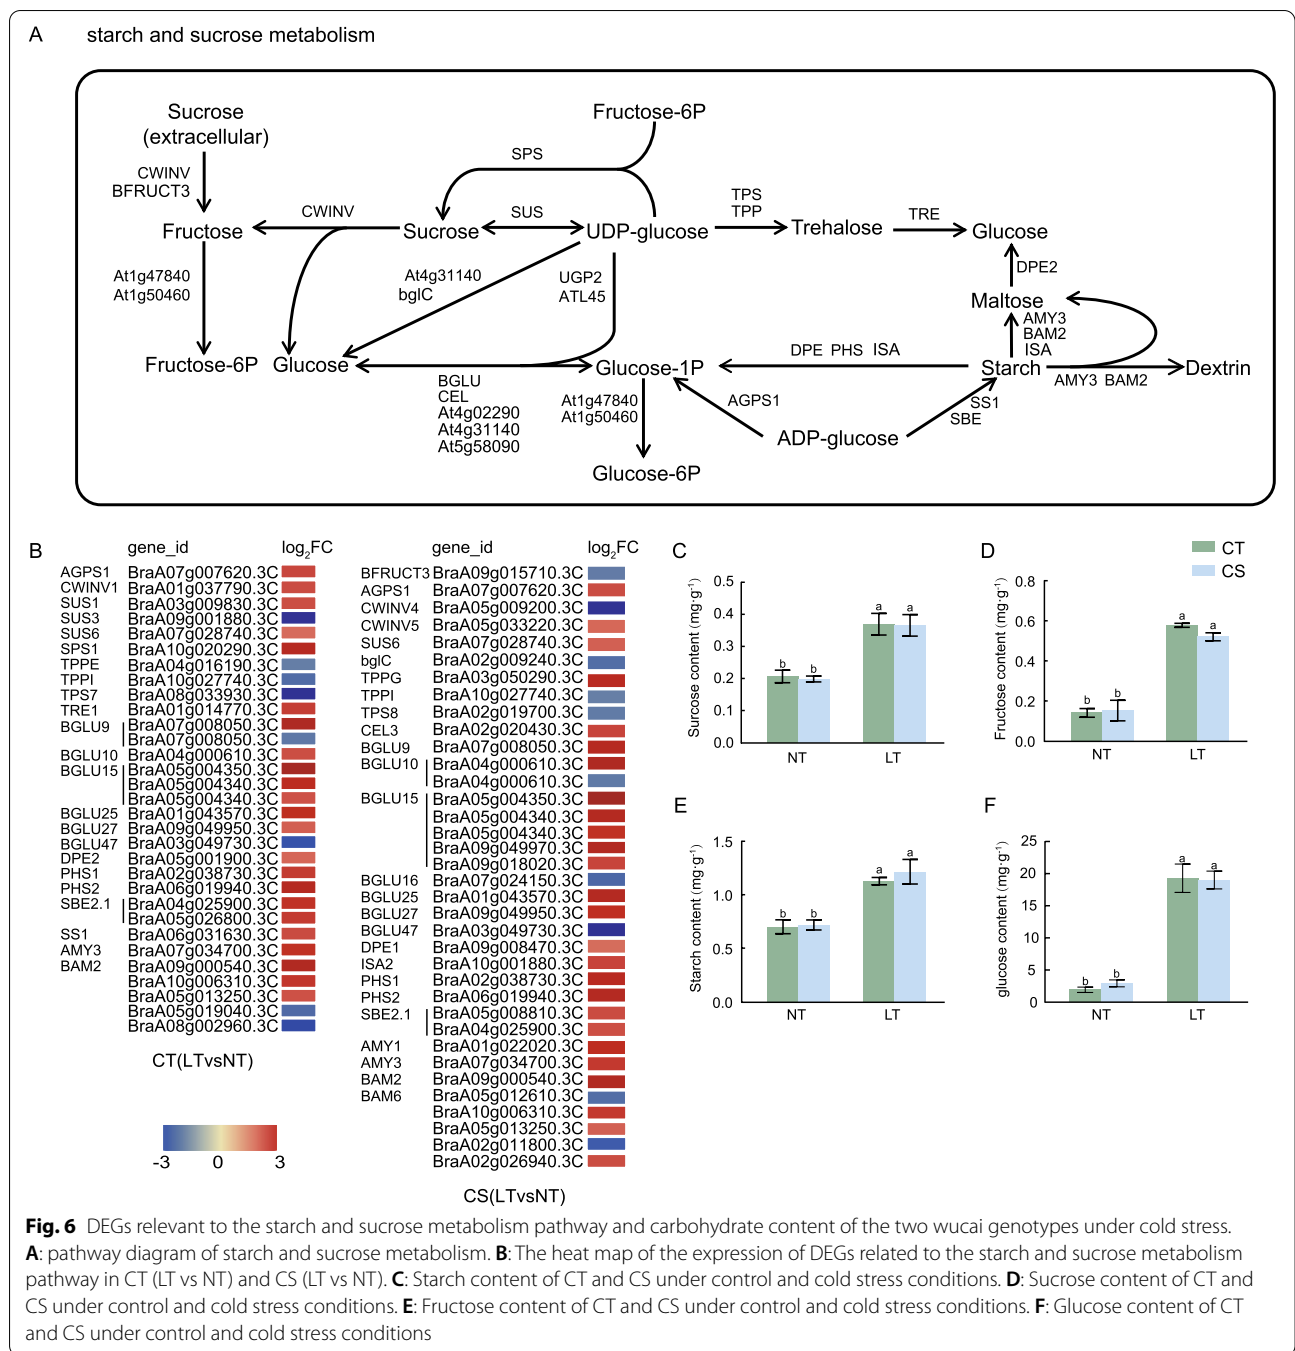 A starch and sucrose metabolism
Sucrose
(extracellular)
Fructose-6P
CWINV
BFRUCT3
SPS
TPS
TPP
CWINV
SUS
TRE
Fructose
Sucrose
UDP-glucose
Trehalose
Glucose
At1g47840
At1g50460
At4g31140
bglC
UGP2
ATL45
DPE2
Maltose
AMY3
BAM2
ISA
Fructose-6P
Glucose
Glucose-1P
DPE PHS ISA
Starch
Dextrin
AMY3 BAM2
BGLU
CEL
At4g02290
At4g31140
At5g58090
At1g47840
At1g50460
AGPS1
SS1
SBE
ADP-glucose
Glucose-6P
B
gene_id log2FC
AGPS1 BraA07g007620.3C
CWINV1 BraA01g037790.3C
SUS1 BraA03g009830.3C
SUS3 BraA09g001880.3C
SUS6 BraA07g028740.3C
SPS1 BraA10g020290.3C
TPPE BraA04g016190.3C
TPPI BraA10g027740.3C
TPS7 BraA08g033930.3C
TRE1 BraA01g014770.3C
BGLU9 BraA07g008050.3C
BraA07g008050.3C
BGLU10 BraA04g000610.3C
BGLU15 BraA05g004350.3C
BraA05g004340.3C
BraA05g004340.3C
BGLU25 BraA01g043570.3C
BGLU27 BraA09g049950.3C
BGLU47 BraA03g049730.3C
DPE2 BraA05g001900.3C
PHS1 BraA02g038730.3C
PHS2 BraA06g019940.3C
SBE2.1 BraA04g025900.3C
BraA05g026800.3C
SS1 BraA06g031630.3C
AMY3 BraA07g034700.3C
BAM2 BraA09g000540.3C
BraA10g006310.3C
BraA05g013250.3C
BraA05g019040.3C
BraA08g002960.3C
CT(LTvsNT)
-3 0 3
gene_id log2FC
BFRUCT3 BraA09g015710.3C
AGPS1 BraA07g007620.3C
CWINV4 BraA05g009200.3C
CWINV5 BraA05g033220.3C
SUS6 BraA07g028740.3C
bglC BraA02g009240.3C
TPPG BraA03g050290.3C
TPPI BraA10g027740.3C
TPS8 BraA02g019700.3C
CEL3 BraA02g020430.3C
BGLU9 BraA07g008050.3C
BGLU10 BraA04g000610.3C
BraA04g000610.3C
BGLU15 BraA05g004350.3C
BraA05g004340.3C
BraA05g004340.3C
BraA09g049970.3C
BraA09g018020.3C
BGLU16 BraA07g024150.3C
BGLU25 BraA01g043570.3C
BGLU27 BraA09g049950.3C
BGLU47 BraA03g049730.3C
DPE1 BraA09g008470.3C
ISA2 BraA10g001880.3C
PHS1 BraA02g038730.3C
PHS2 BraA06g019940.3C
SBE2.1 BraA05g008810.3C
BraA04g025900.3C
AMY1 BraA01g022020.3C
AMY3 BraA07g034700.3C
BAM2 BraA09g000540.3C
BAM6 BraA05g012610.3C
BraA10g006310.3C
BraA05g013250.3C
BraA02g011800.3C
BraA02g026940.3C
CS(LTvsNT)
C
Surcose content (mg·g-1)
0.5
0.4
0.3
0.2
0.1
0.0
b b a a
NT LT
D
CT
CS
Fructose content (mg·g-1)
0.8
0.6
0.4
0.2
0.0
b b a a
NT LT
E
Starch content (mg·g-1)
1.5
1.0
0.5
0.0
b b a a
NT LT
F
glucose content (mg·g-1)
25
20
15
10
5
0
b b a a
NT LT
Fig. 6 DEGs relevant to the starch and sucrose metabolism pathway and carbohydrate content of the two wucai genotypes under cold stress.
A: pathway diagram of starch and sucrose metabolism. B: The heat map of the expression of DEGs related to the starch and sucrose metabolism
pathway in CT (LT vs NT) and CS (LT vs NT). C: Starch content of CT and CS under control and cold stress conditions. D: Sucrose content of CT and
CS under control and cold stress conditions. E: Fructose content of CT and CS under control and cold stress conditions. F: Glucose content of CT
and CS under control and cold stress conditions